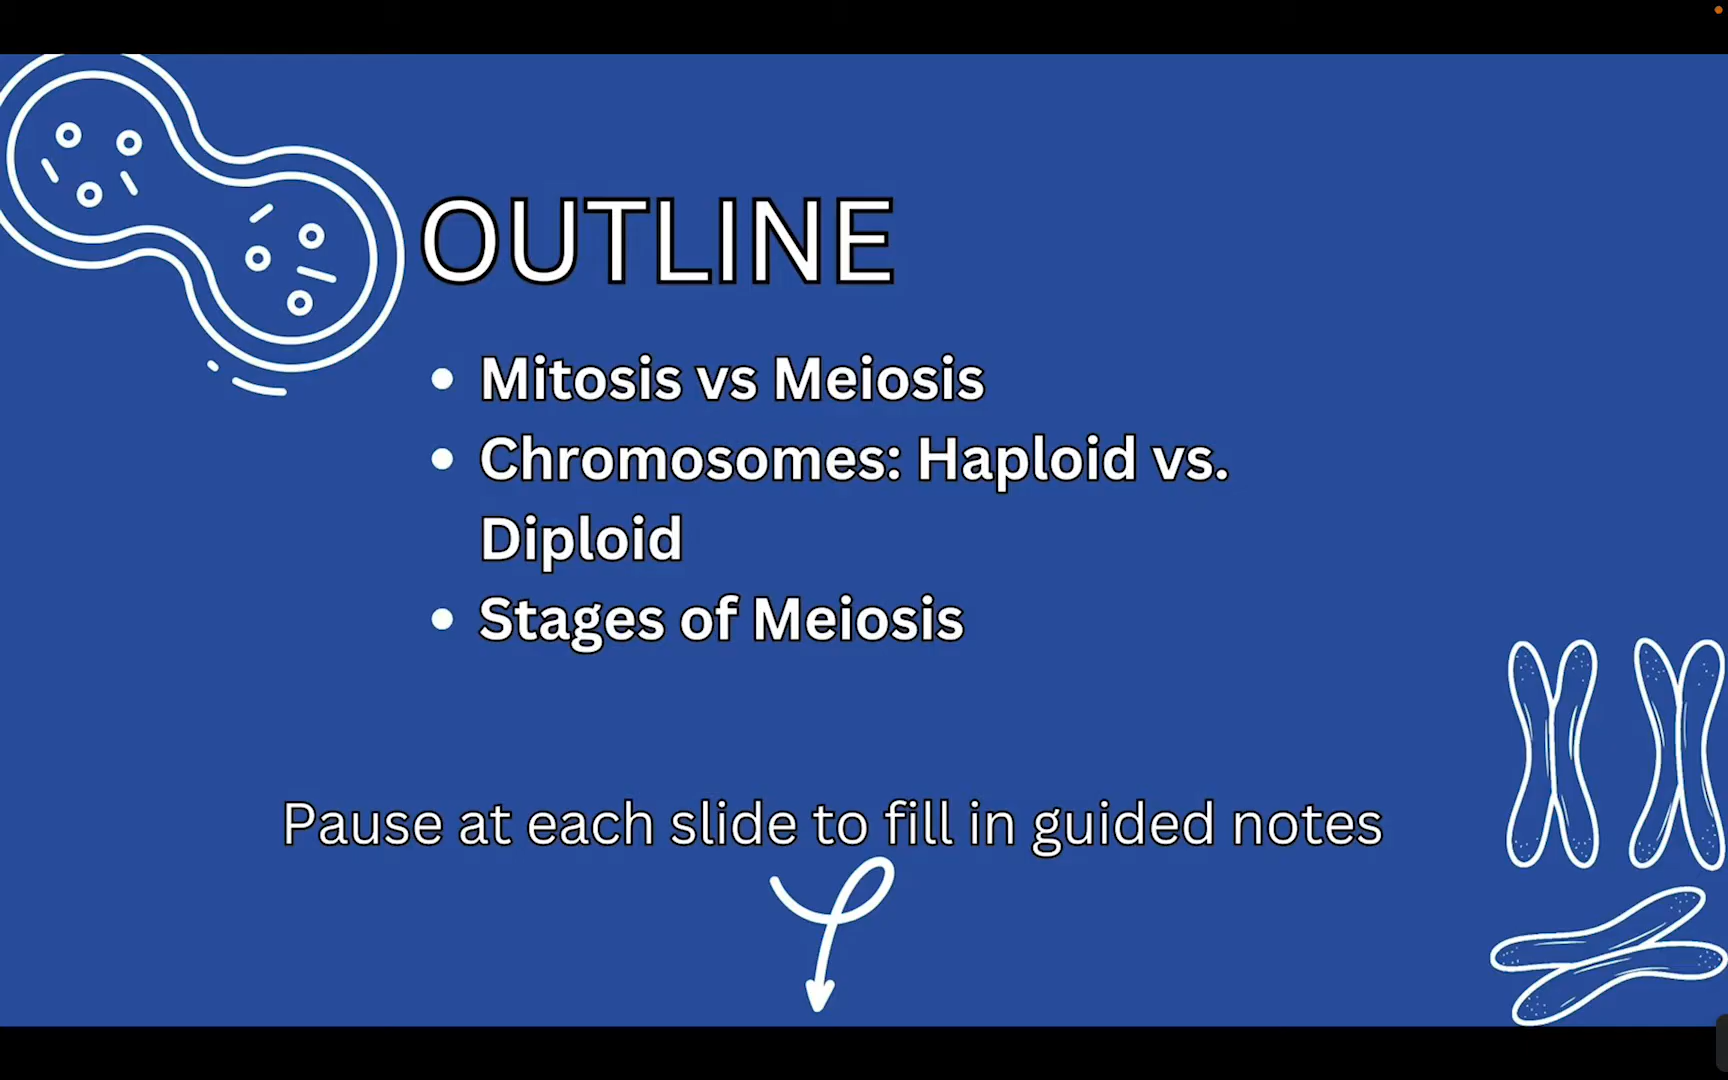 OUTLINE
Mitosis vs Meiosis
Chromosomes: Haploid vs.
Diploid
Stages of Meiosis
Pause at each slide to fill in guided notes